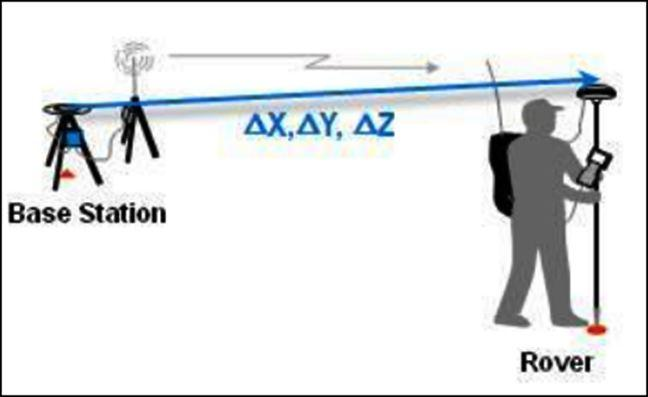 ΔX,ΔY, ΔZ
Base Station
Rover